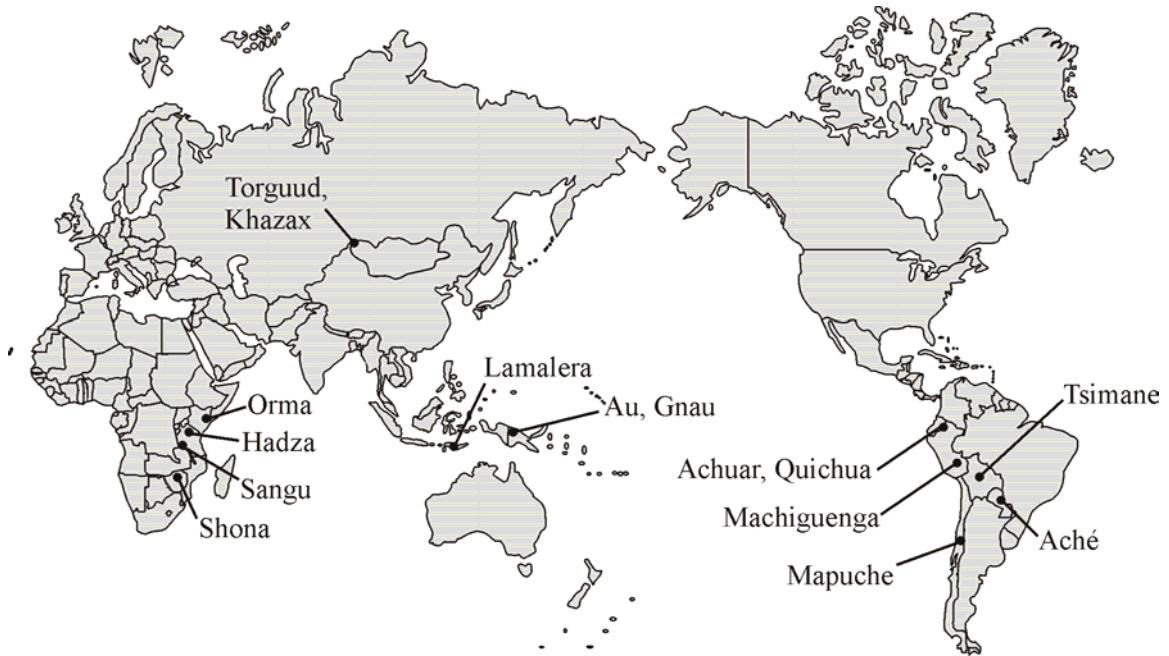 Torguud,
Khazax
Lamalera
Tsimane
Orma
Au, Gnau
Hadza
Achuar, Quichua
Sangu
Machiguenga
Shona
Aché
Mapuche